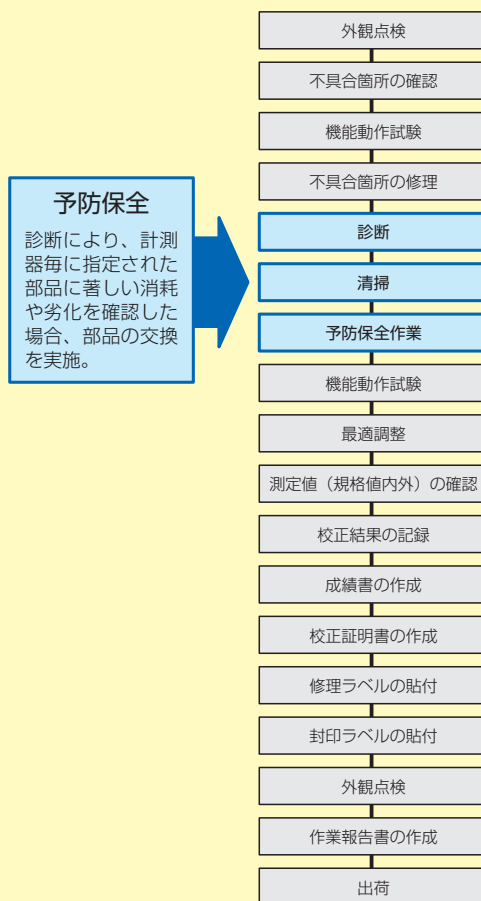 外観点検
不具合箇所の確認
機能動作試験
不具合箇所の修理
予防保全
診断により、計測
器毎に指定された
部品に著しい消耗
や劣化を確認した
場合、部品の交換
を実施。
診断
清掃
予防保全作業
機能動作試験
最適調整
測定値（規格値内外）の確認
校正結果の記録
成績書の作成
校正証明書の作成
修理ラベルの貼付
封印ラベルの貼付
外観点検
作業報告書の作成
出荷